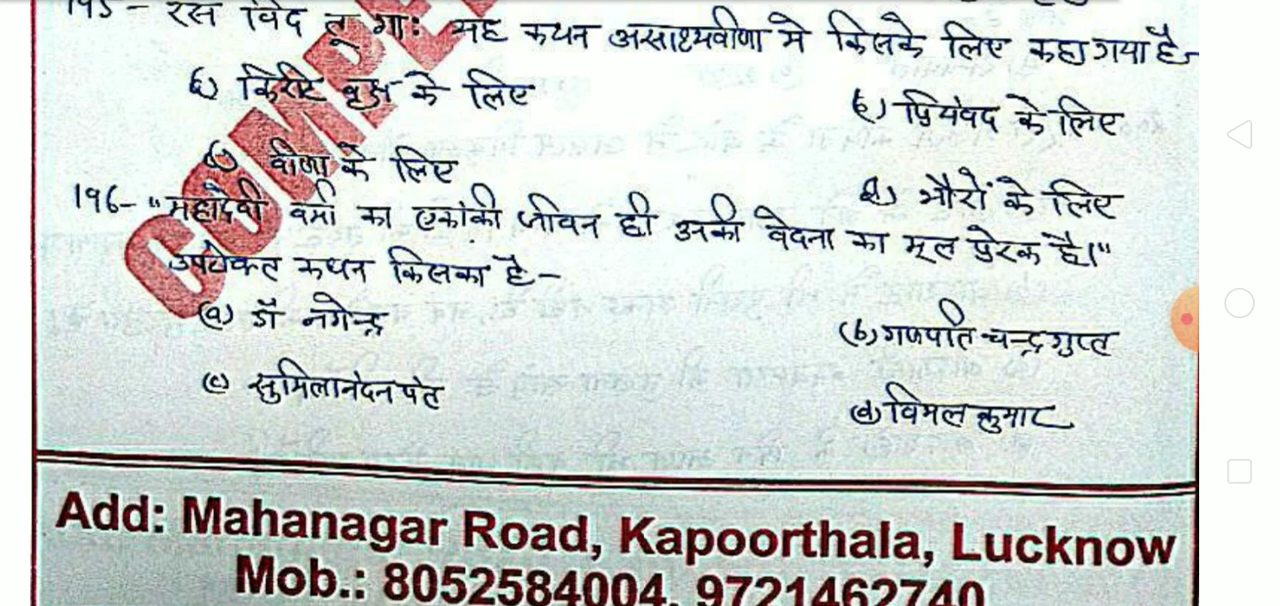 195 - रस विद तू गाः यह कथन असाध्यवीणा मे किसके लिए कहा गया है-
किरीट वृक्ष के लिए
प्रियंवद के लिए
वीणा के लिए
भौरों के लिए
196- "महादेवी वर्मा का एकांकी जीवन ही उनकी वेदना का मूल प्रेरक है।"
उपरोक्त कथन किसका है -
(a) डॉ नगेन्द्र
(b) गणपति चन्द्र गुप्त
(c) सुमित्रानंदन पंत
(d) विमल कुमार
Add: Mahanagar Road, Kapoorthala, Lucknow
Mob.: 8052584004, 9721462740